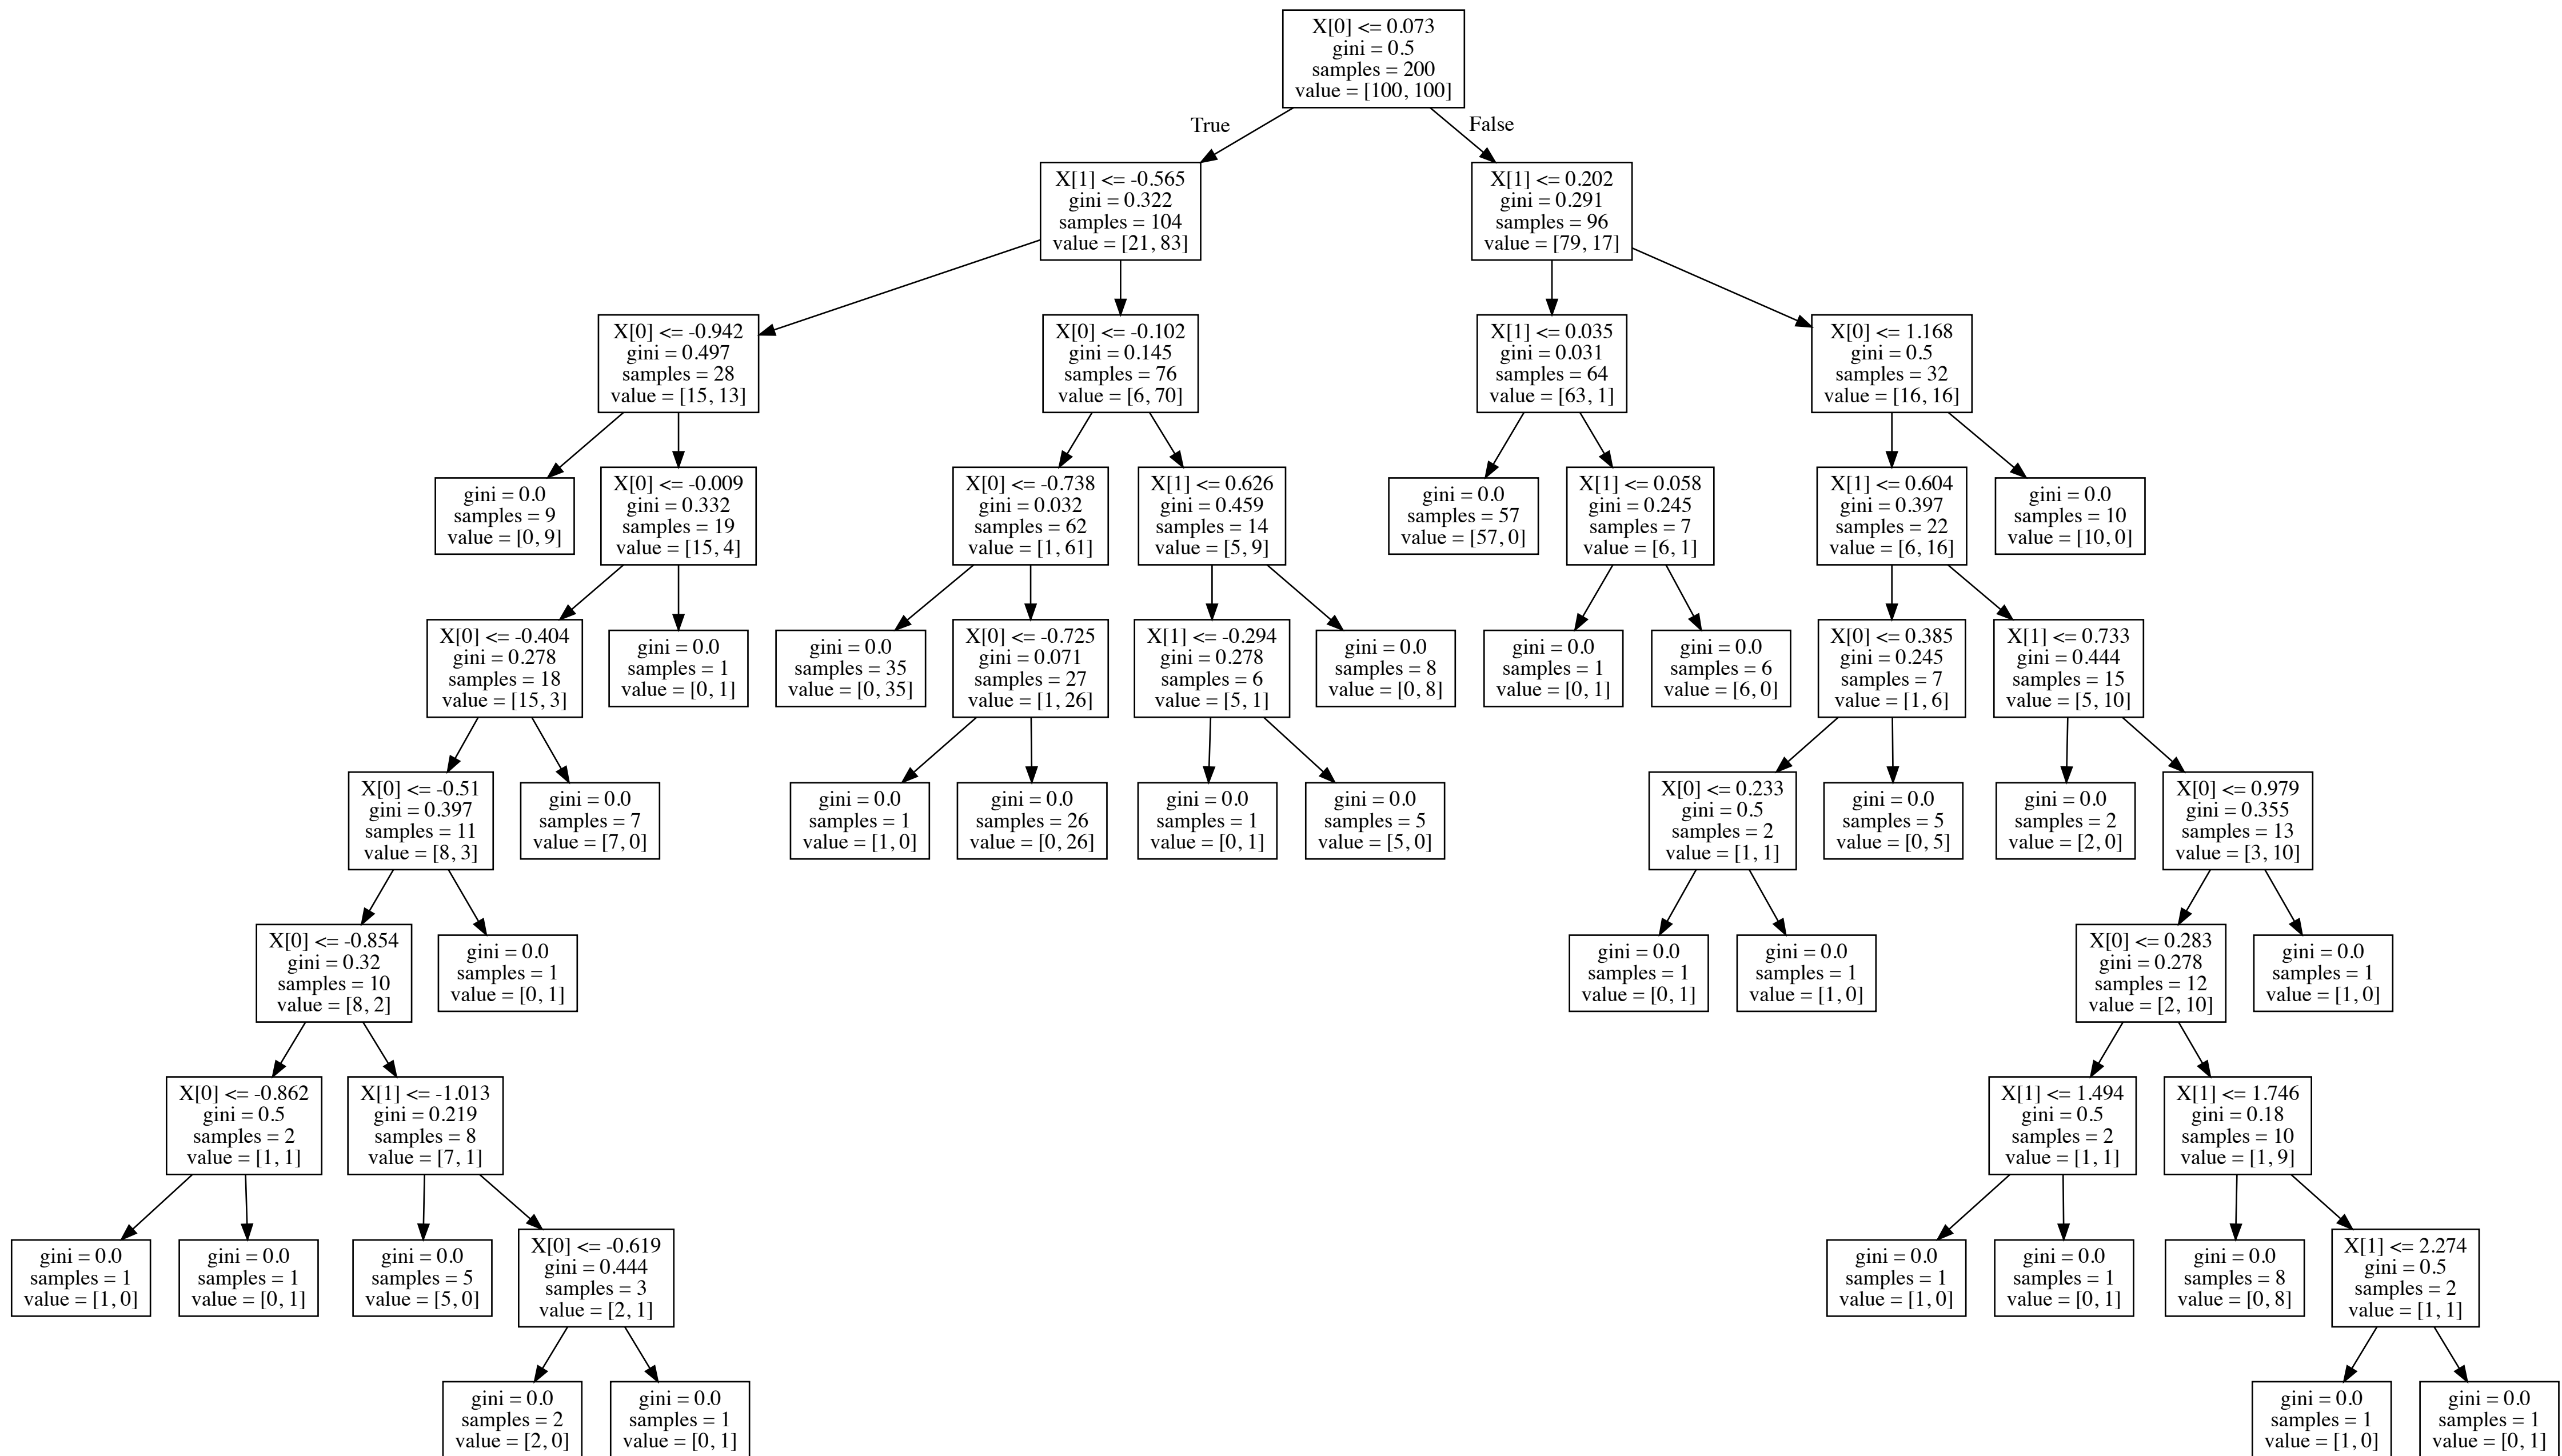 X[0] <= 0.073
gini = 0.5
samples = 200
value = [100, 100]
True
False
X[1] <= -0.565
gini = 0.322
samples = 104
value = [21, 83]
X[1] <= 0.202
gini = 0.291
samples = 96
value = [79, 17]
X[0] <= -0.942
gini = 0.497
samples = 28
value = [15, 13]
X[0] <= -0.102
gini = 0.145
samples = 76
value = [6, 70]
X[1] <= 0.035
gini = 0.031
samples = 64
value = [63, 1]
X[0] <= 1.168
gini = 0.5
samples = 32
value = [16, 16]
gini = 0.0
samples = 9
value = [0, 9]
X[0] <= -0.009
gini = 0.332
samples = 19
value = [15, 4]
X[0] <= -0.738
gini = 0.032
samples = 62
value = [1, 61]
X[1] <= 0.626
gini = 0.459
samples = 14
value = [5, 9]
gini = 0.0
samples = 57
value = [57, 0]
X[1] <= 0.058
gini = 0.245
samples = 7
value = [6, 1]
X[1] <= 0.604
gini = 0.397
samples = 22
value = [6, 16]
gini = 0.0
samples = 10
value = [10, 0]
X[0] <= -0.404
gini = 0.278
samples = 18
value = [15, 3]
gini = 0.0
samples = 1
value = [0, 1]
gini = 0.0
samples = 35
value = [0, 35]
X[0] <= -0.725
gini = 0.071
samples = 27
value = [1, 26]
X[1] <= -0.294
gini = 0.278
samples = 6
value = [5, 1]
gini = 0.0
samples = 8
value = [0, 8]
gini = 0.0
samples = 1
value = [0, 1]
gini = 0.0
samples = 6
value = [6, 0]
X[0] <= 0.385
gini = 0.245
samples = 7
value = [1, 6]
X[1] <= 0.733
gini = 0.444
samples = 15
value = [5, 10]
X[0] <= -0.51
gini = 0.397
samples = 11
value = [8, 3]
gini = 0.0
samples = 7
value = [7, 0]
gini = 0.0
samples = 1
value = [1, 0]
gini = 0.0
samples = 26
value = [0, 26]
gini = 0.0
samples = 1
value = [0, 1]
gini = 0.0
samples = 5
value = [5, 0]
X[0] <= 0.233
gini = 0.5
samples = 2
value = [1, 1]
gini = 0.0
samples = 5
value = [0, 5]
gini = 0.0
samples = 2
value = [2, 0]
X[0] <= 0.979
gini = 0.355
samples = 13
value = [3, 10]
X[0] <= -0.854
gini = 0.32
samples = 10
value = [8, 2]
gini = 0.0
samples = 1
value = [0, 1]
gini = 0.0
samples = 1
value = [0, 1]
gini = 0.0
samples = 1
value = [1, 0]
X[0] <= 0.283
gini = 0.278
samples = 12
value = [2, 10]
gini = 0.0
samples = 1
value = [1, 0]
X[0] <= -0.862
gini = 0.5
samples = 2
value = [1, 1]
X[1] <= -1.013
gini = 0.219
samples = 8
value = [7, 1]
X[1] <= 1.494
gini = 0.5
samples = 2
value = [1, 1]
X[1] <= 1.746
gini = 0.18
samples = 10
value = [1, 9]
gini = 0.0
samples = 1
value = [1, 0]
gini = 0.0
samples = 1
value = [0, 1]
gini = 0.0
samples = 5
value = [5, 0]
X[0] <= -0.619
gini = 0.444
samples = 3
value = [2, 1]
gini = 0.0
samples = 1
value = [1, 0]
gini = 0.0
samples = 1
value = [0, 1]
gini = 0.0
samples = 8
value = [0, 8]
X[1] <= 2.274
gini = 0.5
samples = 2
value = [1, 1]
gini = 0.0
samples = 2
value = [2, 0]
gini = 0.0
samples = 1
value = [0, 1]
gini = 0.0
samples = 1
value = [1, 0]
gini = 0.0
samples = 1
value = [0, 1]